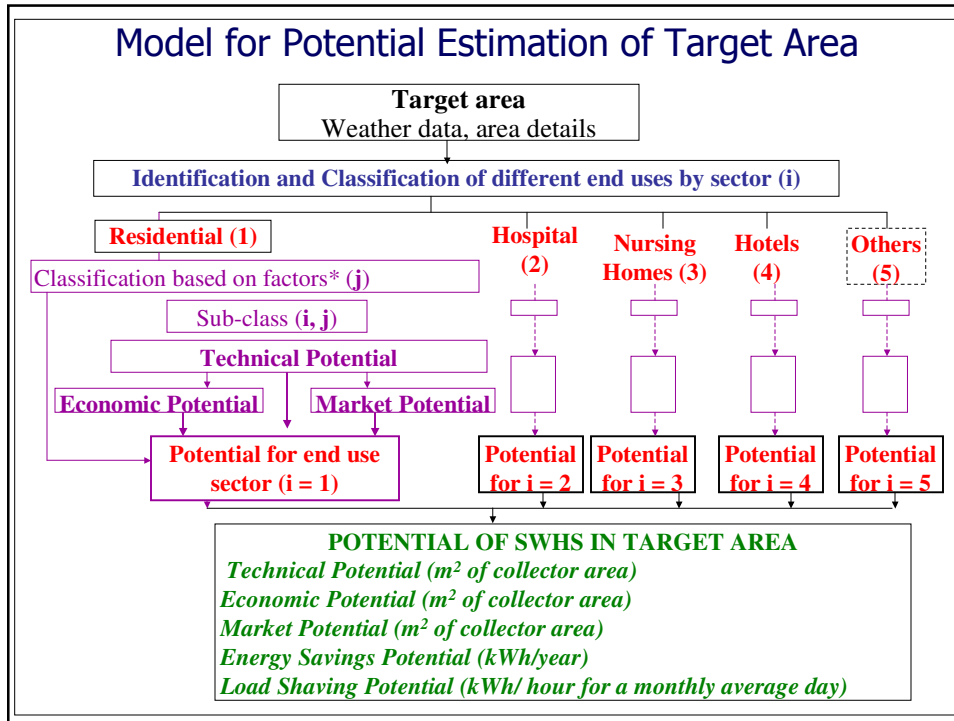 Model for Potential Estimation of Target Area
Target area
Weather data, area details
Identification and Classification of different end uses by sector (i)
Residential (1)
Hospital
(2)
Nursing
Homes (3)
Hotels
(4)
Others
(5)
Classification based on factors* (j)
Sub-class (i, j)
Technical Potential
Economic Potential
Market Potential
Potential for end use
sector (i = 1)
Potential
for i = 2
Potential
for i = 3
Potential
for i = 4
Potential
for i = 5
POTENTIAL OF SWHS IN TARGET AREA
Technical Potential (m² of collector area)
Economic Potential (m² of collector area)
Market Potential (m² of collector area)
Energy Savings Potential (kWh/year)
Load Shaving Potential (kWh/ hour for a monthly average day)